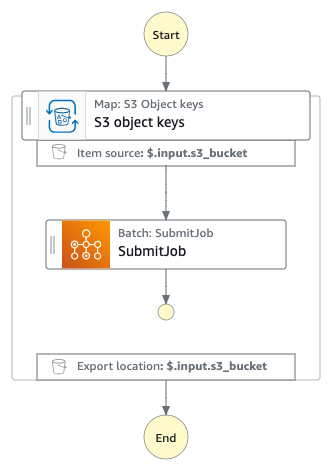 Start
Map: S3 Object keys
S3 object keys
Item source: $.input.s3_bucket
Batch: SubmitJob
SubmitJob
Export location: $.input.s3_bucket
End